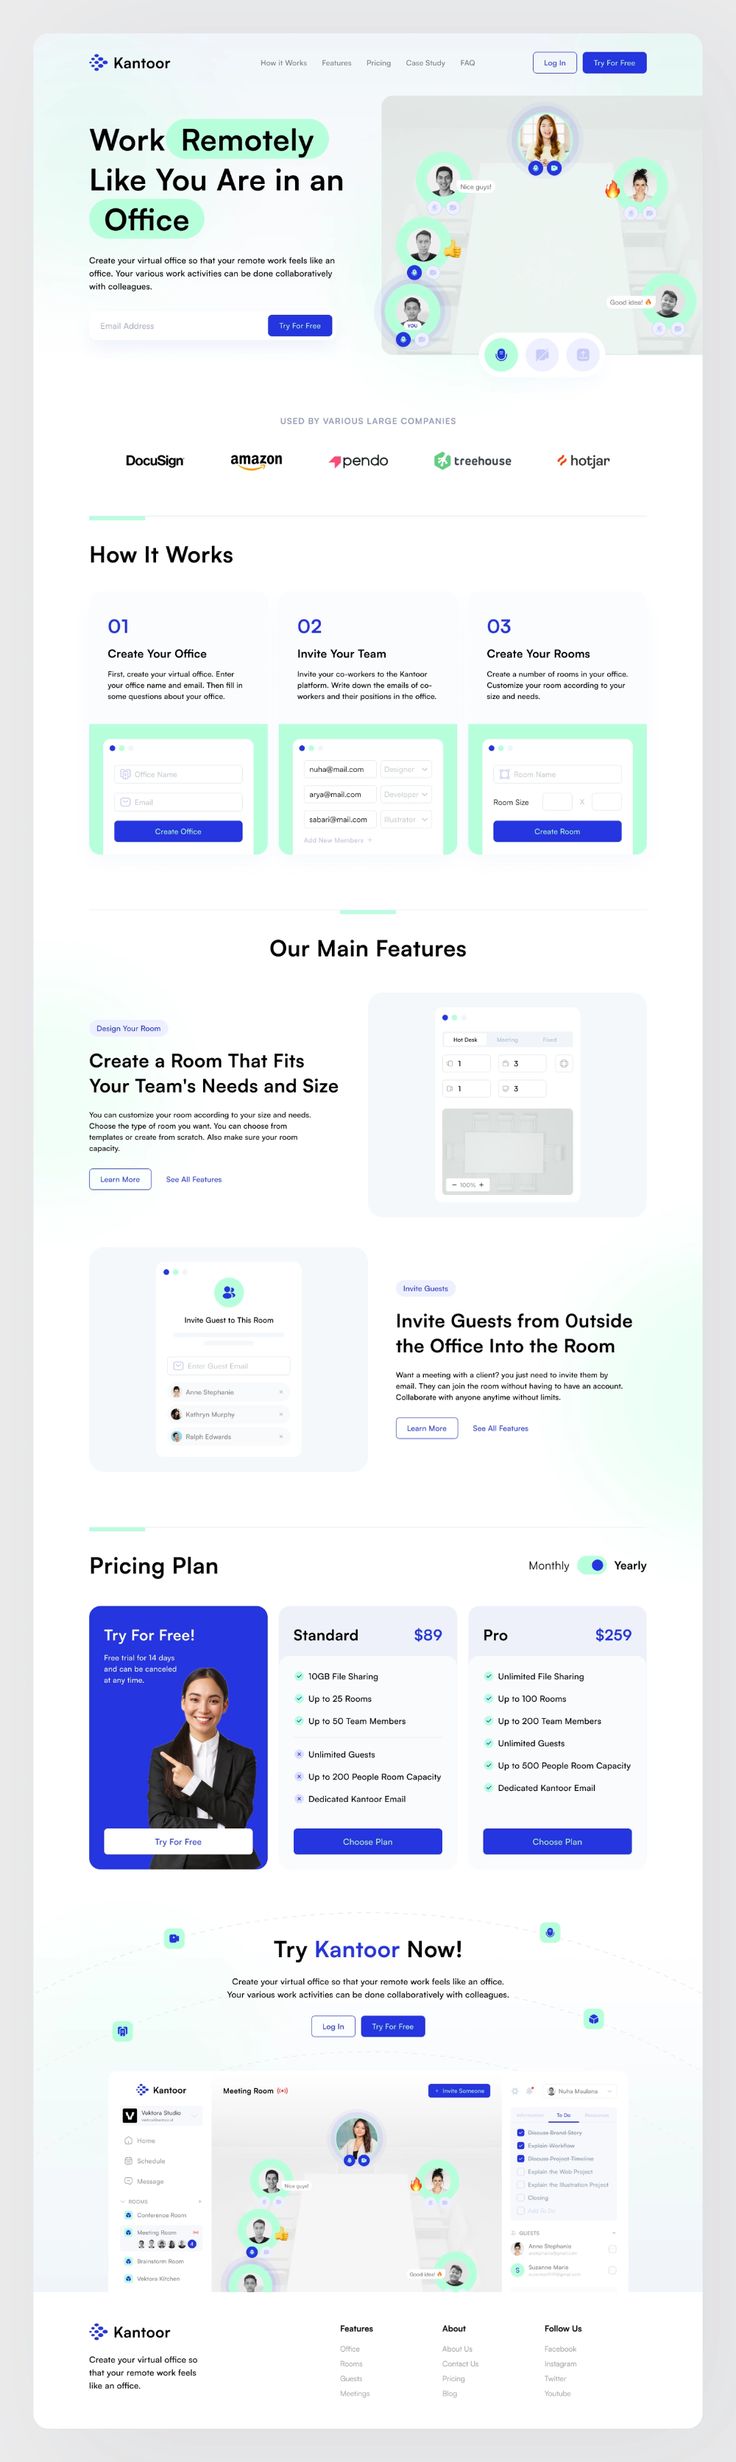 Kantoor
How it Works
Features
Pricing
Case Study
FAQ
Log In
Try For Free
Work Remotely
Like You Are in an
Office
Create your virtual office so that your remote work feels like an
office. Your various work activities can be done collaboratively
with colleagues.
Email Address
Try For Free
Nice guys!
YOU
Good idea! 🔥
USED BY VARIOUS LARGE COMPANIES
DocuSign
amazon
pendo
treehouse
hotjar
How It Works
01
Create Your Office
First, create your virtual office. Enter
your office name and email. Then fill in
some questions about your office.
Office Name
Email
Create Office
02
Invite Your Team
Invite your co-workers to the Kantoor
platform. Write down the emails of co-
workers and their positions in the office.
nuha@mail.com
Designer
arya@mail.com
Developer
sabari@mail.com
Illustrator
Add New Members +
03
Create Your Rooms
Create a number of rooms in your office.
Customize your room according to your
size and needs.
Room Name
Room Size
X
Create Room
Our Main Features
Design Your Room
Create a Room That Fits
Your Team's Needs and Size
You can customize your room according to your size and needs.
Choose the type of room you want. You can choose from
templates or create from scratch. Also make sure your room
capacity.
Learn More
See All Features
Hot Desk
Meeting
Fixed
1
3
1
3
− 100% +
Invite Guest to This Room
Enter Guest Email
Anne Stephanie ×
Kathryn Murphy ×
Ralph Edwards ×
Invite Guests
Invite Guests from Outside
the Office Into the Room
Want a meeting with a client? you just need to invite them by
email. They can join the room without having to have an account.
Collaborate with anyone anytime without limits.
Learn More
See All Features
Pricing Plan
Monthly
Yearly
Try For Free!
Free trial for 14 days
and can be canceled
at any time.
Try For Free
Standard
$89
10GB File Sharing
Up to 25 Rooms
Up to 50 Team Members
Unlimited Guests
Up to 200 People Room Capacity
Dedicated Kantoor Email
Choose Plan
Pro
$259
Unlimited File Sharing
Up to 100 Rooms
Up to 200 Team Members
Unlimited Guests
Up to 500 People Room Capacity
Dedicated Kantoor Email
Choose Plan
Try Kantoor Now!
Create your virtual office so that your remote work feels like an office.
Your various work activities can be done collaboratively with colleagues.
Log In
Try For Free
Kantoor
Vektora Studio
Home
Schedule
Message
ROOMS +
Conference Room
Meeting Room
Brainstorm Room
Vektora Kitchen
Meeting Room
+ Invite Someone
Nice guys!
Good idea! 🔥
Nuha Maulana
Information
To Do
Resources
Discuss Brand Story
Explain Workflow
Discuss Project Timeline
Explain the Web Project
Explain the Illustration Project
Closing
Add To Do
GUESTS
Anne Stephanie
S
Suzanne Marie
Kantoor
Create your virtual office so
that your remote work feels
like an office.
Features
Office
Rooms
Guests
Meetings
About
About Us
Contact Us
Pricing
Blog
Follow Us
Facebook
Instagram
Twitter
Youtube